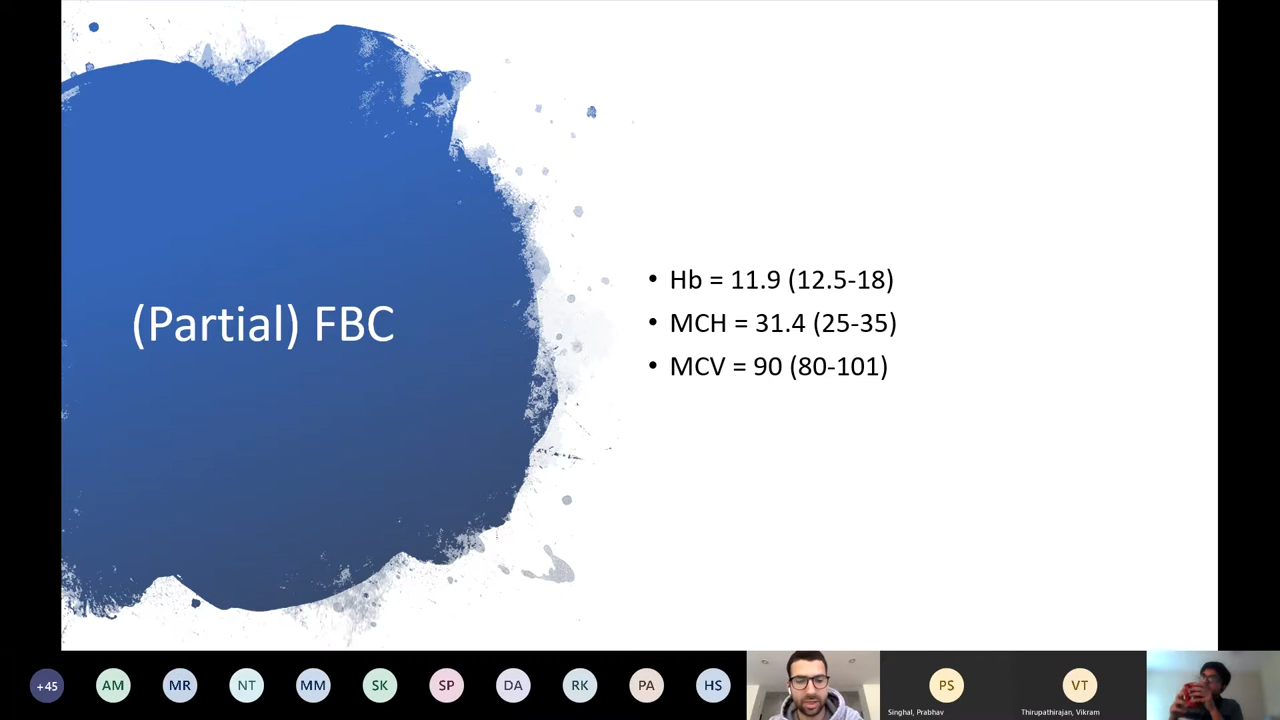 (Partial) FBC
• Hb = 11.9 (12.5-18)
• MCH = 31.4 (25-35)
• MCV = 90 (80-101)
+45
AM
MR
NT
MM
SK
SP
DA
RK
PA
HS
PS
VT
Singhal, Prabhav
Thirupathirajan, Vikram